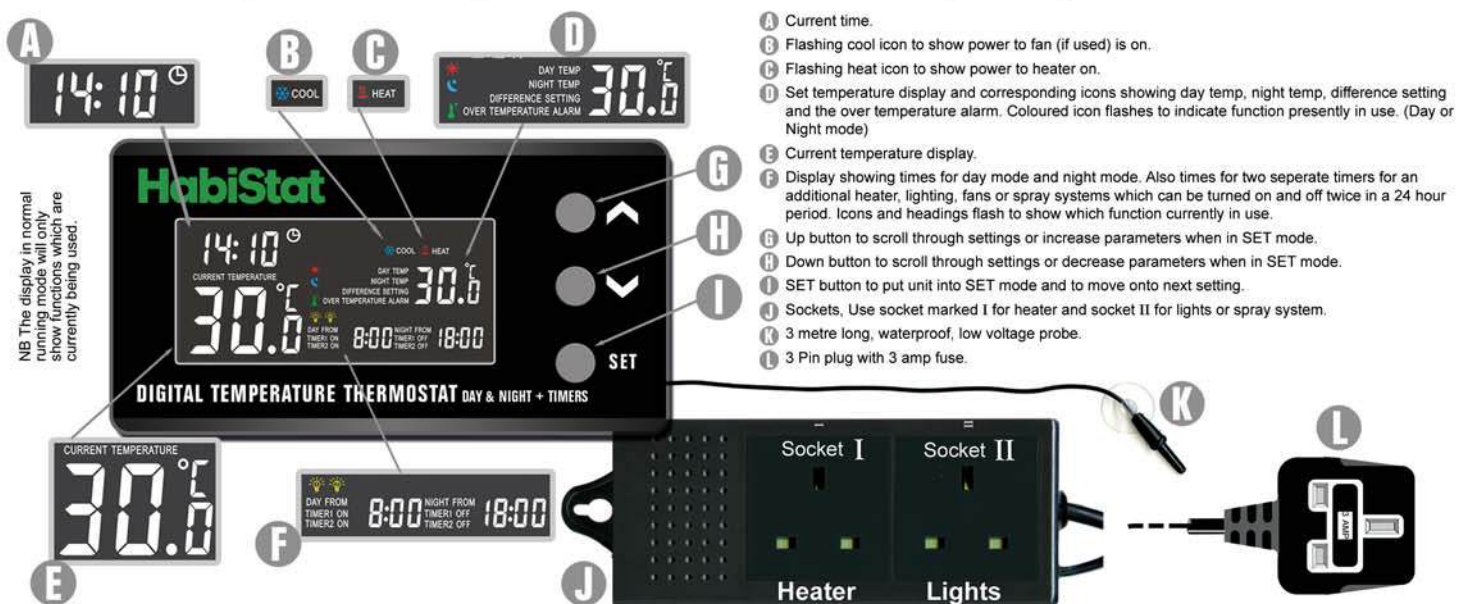 A
14:10
B
COOL
C
HEAT
D
DAY TEMP
NIGHT TEMP
DIFFERENCE SETTING
OVER TEMPERATURE ALARM
30.0
°C
A Current time.
B Flashing cool icon to show power to fan (if used) is on.
C Flashing heat icon to show power to heater on.
D Set temperature display and corresponding icons showing day temp, night temp, difference setting
and the over temperature alarm. Coloured icon flashes to indicate function presently in use. (Day or
Night mode)
E Current temperature display.
F Display showing times for day mode and night mode. Also times for two seperate timers for an
additional heater, lighting, fans or spray systems which can be turned on and off twice in a 24 hour
period. Icons and headings flash to show which function currently in use.
G Up button to scroll through settings or increase parameters when in SET mode.
H Down button to scroll through settings or decrease parameters when in SET mode.
I SET button to put unit into SET mode and to move onto next setting.
J Sockets, Use socket marked I for heater and socket II for lights or spray system.
K 3 metre long, waterproof, low voltage probe.
L 3 Pin plug with 3 amp fuse.
NB The display in normal
running mode will only
show functions which are
currently being used.
HabiStat
14:10
COOL HEAT
CURRENT TEMPERATURE
30.0
°C
DAY TEMP
NIGHT TEMP
DIFFERENCE SETTING
OVER TEMPERATURE ALARM
30.0
°C
DAY FROM
TIMER1 ON
TIMER2 ON
8:00
NIGHT FROM
TIMER1 OFF
TIMER2 OFF
18:00
SET
G
H
I
DIGITAL TEMPERATURE THERMOSTAT DAY & NIGHT + TIMERS
CURRENT TEMPERATURE
30.0
°C
E
DAY FROM
TIMER1 ON
TIMER2 ON
8:00
NIGHT FROM
TIMER1 OFF
TIMER2 OFF
18:00
F
I
II
Socket I
Socket II
Heater
Lights
J
K
L
3 AMP